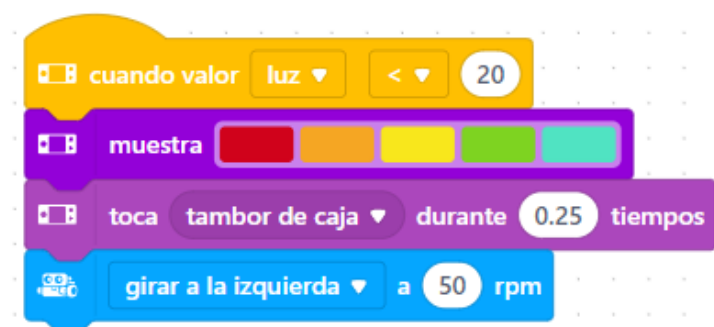 cuando valor luz < 20
muestra
toca tambor de caja durante 0.25 tiempos
girar a la izquierda a 50 rpm